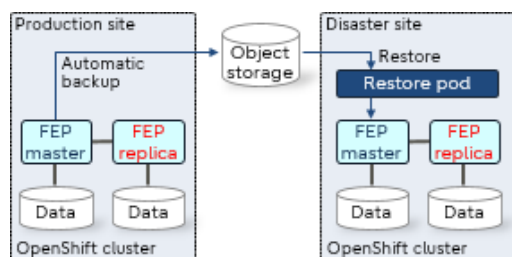 Production site
Automatic
backup
FEP
master
FEP
replica
Data
Data
OpenShift cluster
Object
storage
Disaster site
Restore
Restore pod
FEP
master
FEP
replica
Data
Data
OpenShift cluster